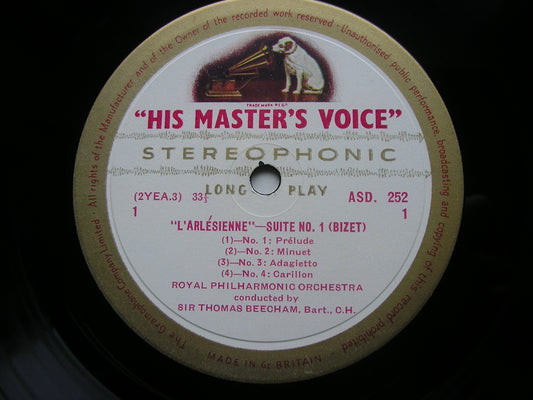 The Gramophone Company Limited · All rights of the Manufacturer and of the Owner of the recorded work reserved · Unauthorised public performance, broadcasting and copying of this record prohibited
TRADE MARK
"HIS MASTER'S VOICE"
STEREOPHONIC
LONG PLAY
(2YEA.3) 33⅓ ASD. 252
1 1
"L'ARLÉSIENNE"—SUITE NO. 1 (BIZET)
(1)—No. 1: Prélude
(2)—No. 2: Minuet
(3)—No. 3: Adagietto
(4)—No. 4: Carillon
ROYAL PHILHARMONIC ORCHESTRA
conducted by
SIR THOMAS BEECHAM, Bart., C.H.
MADE IN GT BRITAIN